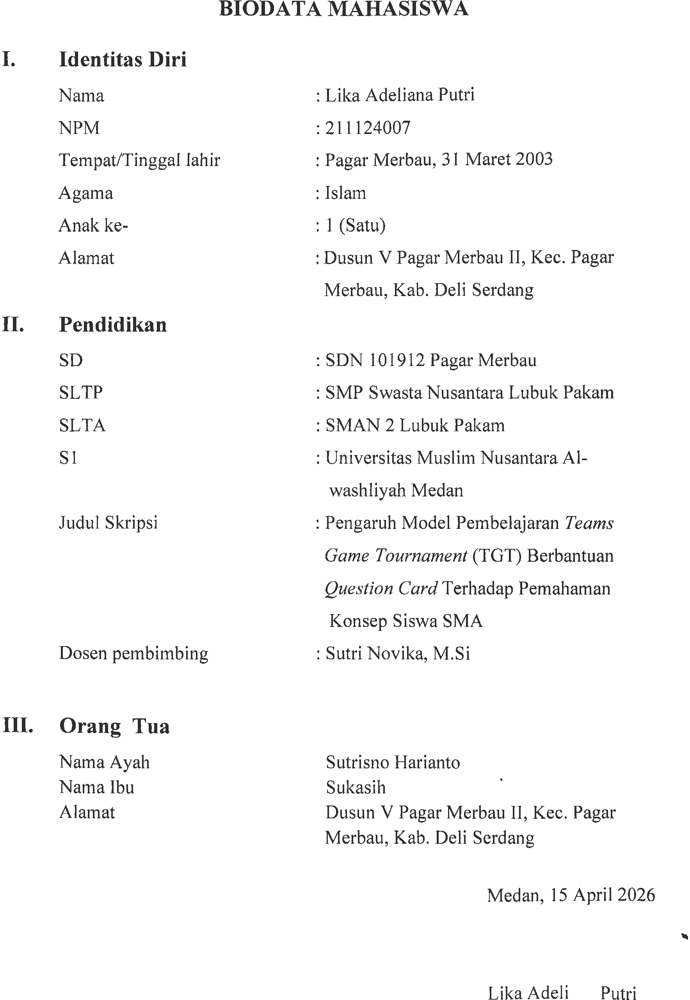 BIODATA MAHASISWA
I. Identitas Diri
Nama : Lika Adeliana Putri
NPM : 211124007
Tempat/Tinggal lahir : Pagar Merbau, 31 Maret 2003
Agama : Islam
Anak ke- : 1 (Satu)
Alamat : Dusun V Pagar Merbau II, Kec. Pagar
Merbau, Kab. Deli Serdang
II. Pendidikan
SD : SDN 101912 Pagar Merbau
SLTP : SMP Swasta Nusantara Lubuk Pakam
SLTA : SMAN 2 Lubuk Pakam
S1 : Universitas Muslim Nusantara Al-
washliyah Medan
Judul Skripsi : Pengaruh Model Pembelajaran Teams
Game Tournament (TGT) Berbantuan
Question Card Terhadap Pemahaman
Konsep Siswa SMA
Dosen pembimbing : Sutri Novika, M.Si
III. Orang Tua
Nama Ayah Sutrisno Harianto
Nama Ibu Sukasih
Alamat Dusun V Pagar Merbau II, Kec. Pagar
Merbau, Kab. Deli Serdang
Medan, 15 April 2026
Lika Adeli Putri